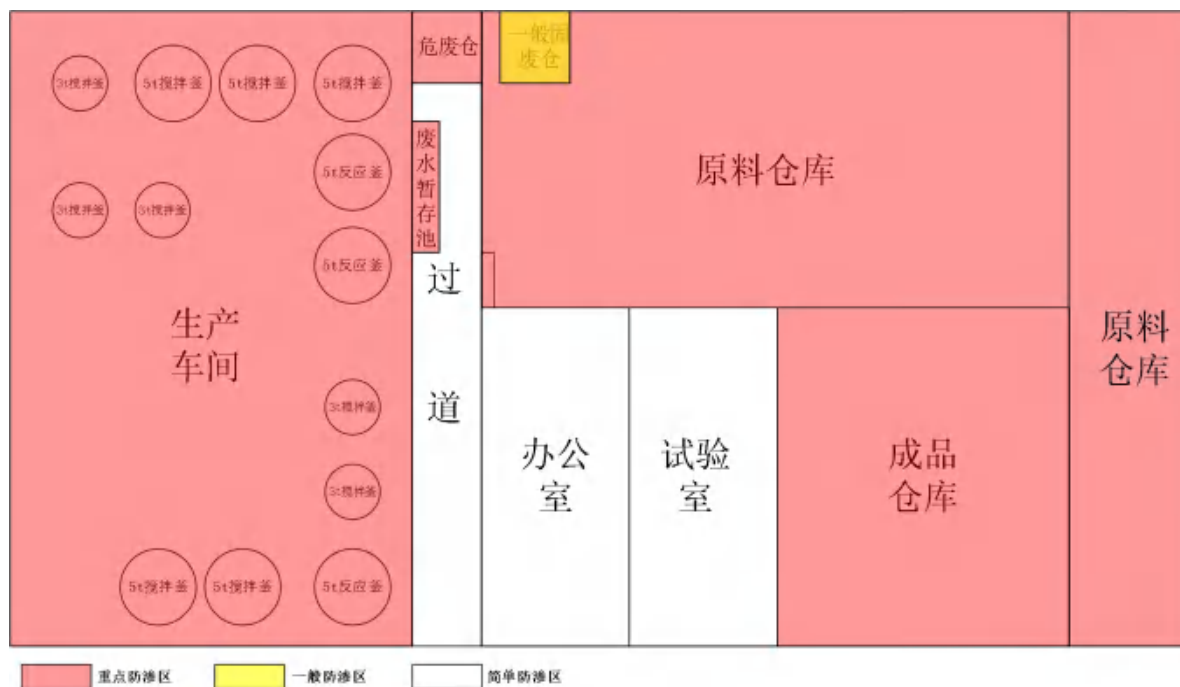 危废仓
一般固
废仓
3t搅拌釜
5t搅拌釜
5t搅拌釜
5t搅拌釜
废
水
暂
存
池
5t反应釜
原料仓库
3t搅拌釜
3t搅拌釜
5t反应釜
过
道
生产
车间
原料
仓库
3t搅拌釜
办公
室
试验
室
成品
仓库
3t搅拌釜
5t搅拌釜
5t搅拌釜
5t反应釜
重点防渗区
一般防渗区
简单防渗区